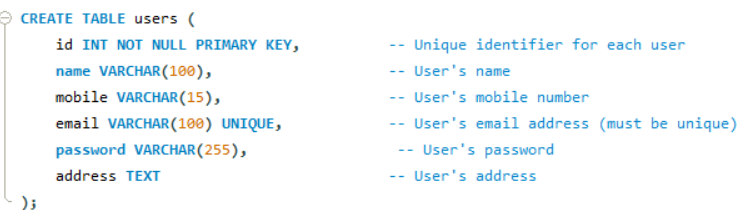 CREATE TABLE users (
id INT NOT NULL PRIMARY KEY, -- Unique identifier for each user
name VARCHAR(100), -- User's name
mobile VARCHAR(15), -- User's mobile number
email VARCHAR(100) UNIQUE, -- User's email address (must be unique)
password VARCHAR(255), -- User's password
address TEXT -- User's address
);